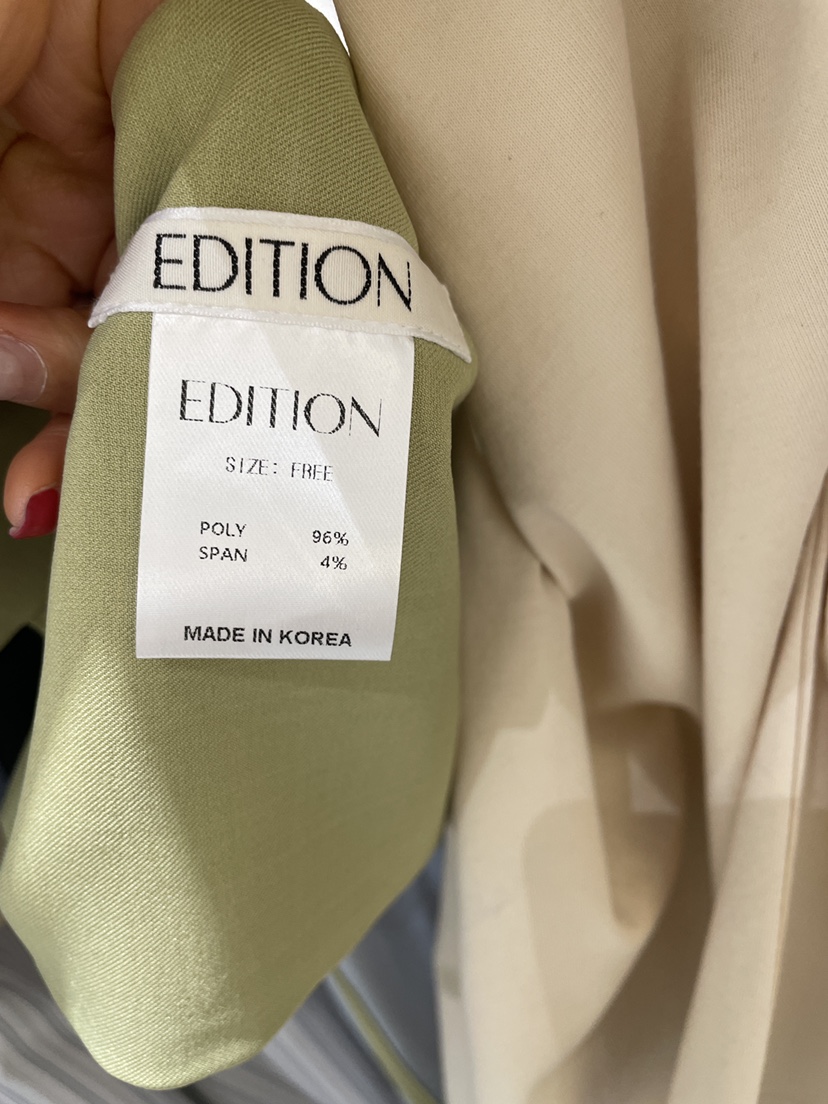 EDITION
EDITION
SIZE: FREE
POLY 96%
SPAN 4%
MADE IN KOREA